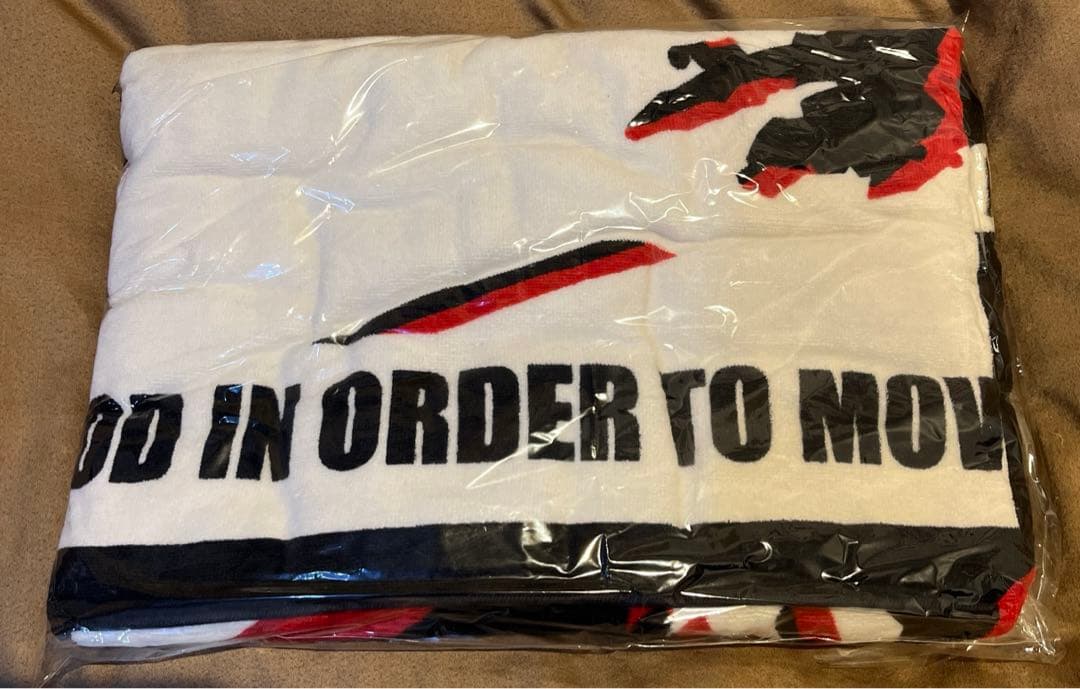 OD IN ORDER TO MOV